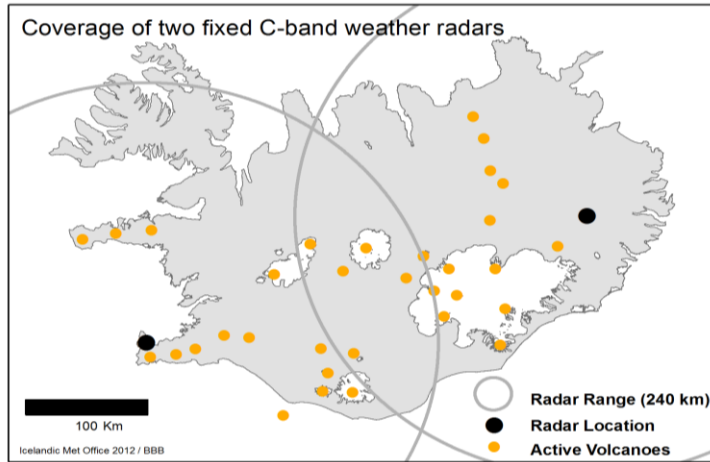 Coverage of two fixed C-band weather radars
100 Km
Icelandic Met Office 2012 / BBB
Radar Range (240 km)
Radar Location
Active Volcanoes